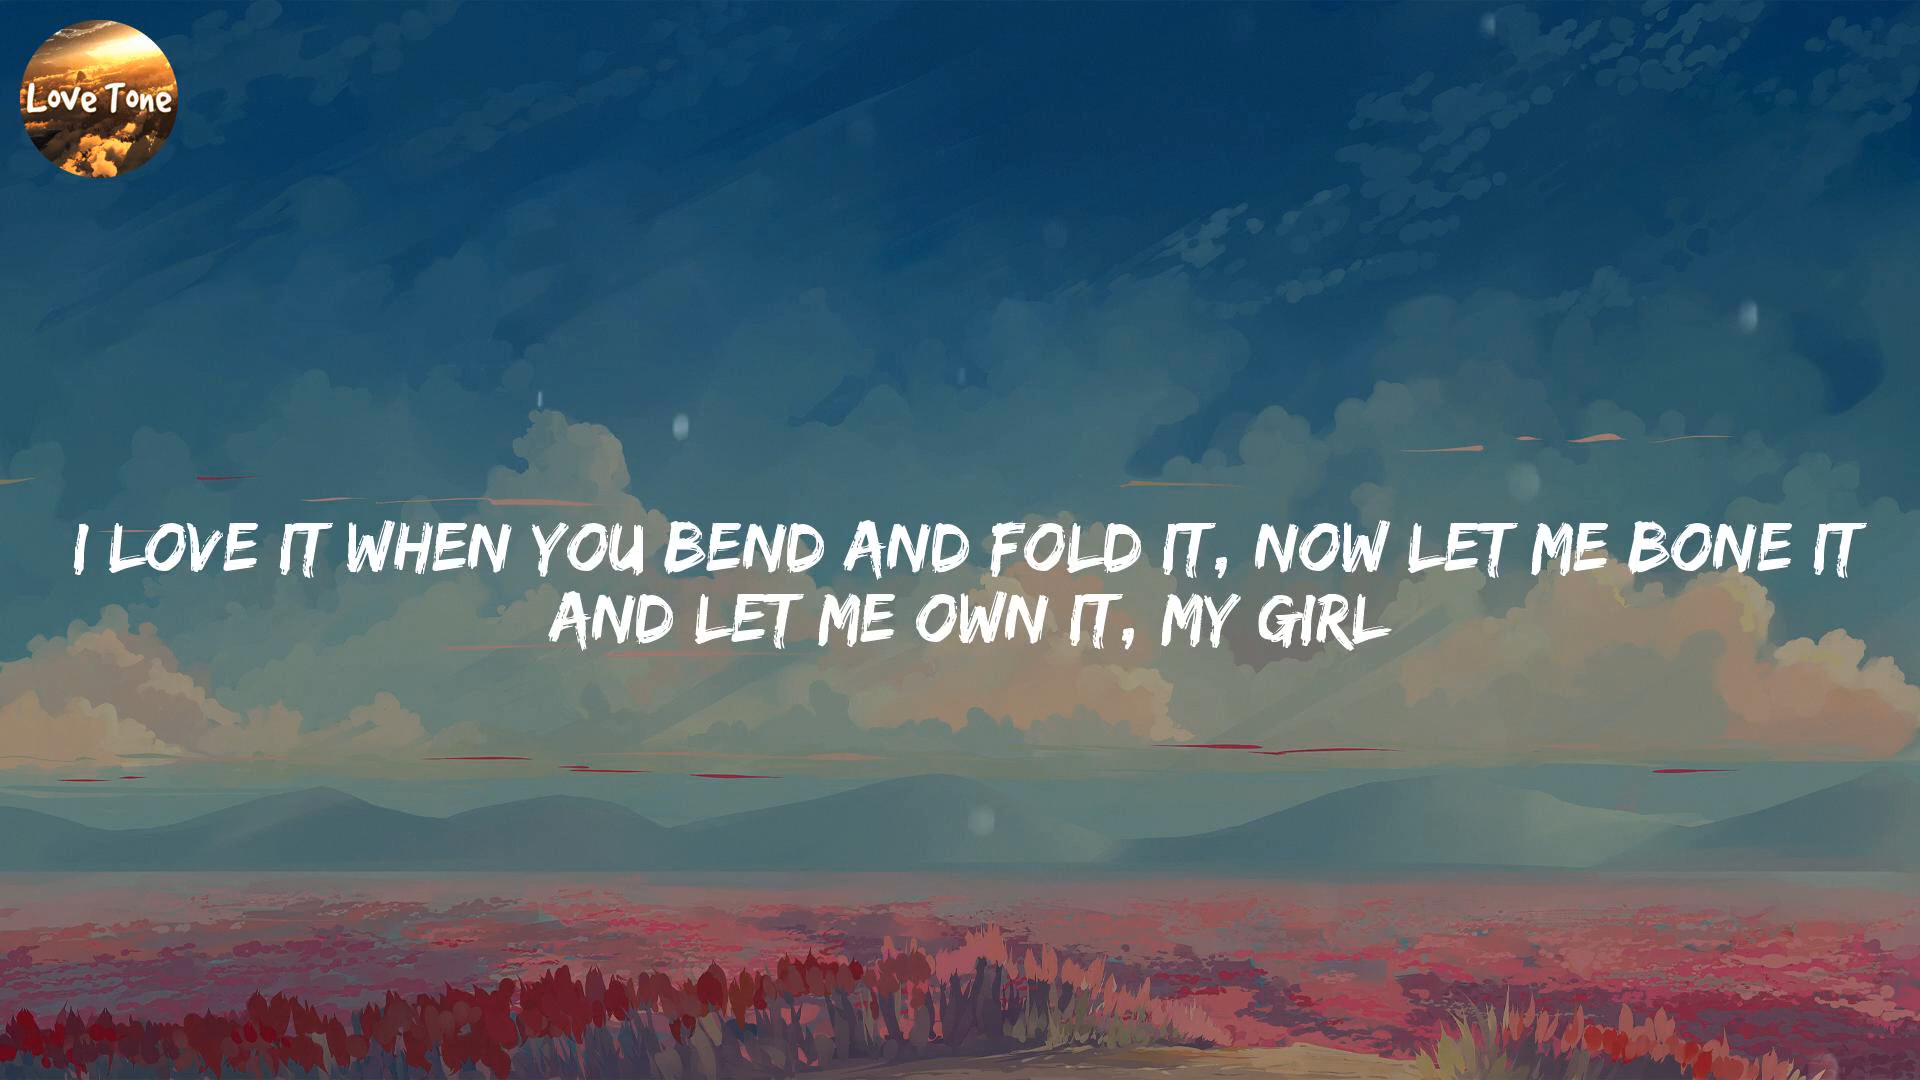 Love Tone
I LOVE IT WHEN YOU BEND AND FOLD IT, NOW LET ME BONE IT
AND LET ME OWN IT, MY GIRL